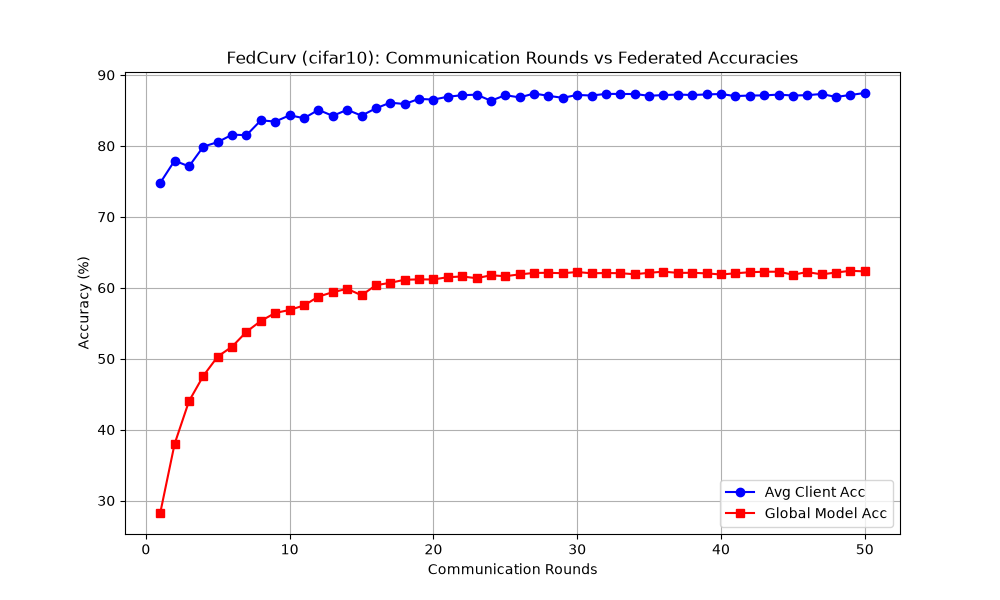 FedCurv (cifar10): Communication Rounds vs Federated Accuracies
Accuracy (%)
90
80
70
60
50
40
30
0 10 20 30 40 50
Communication Rounds
Avg Client Acc
Global Model Acc